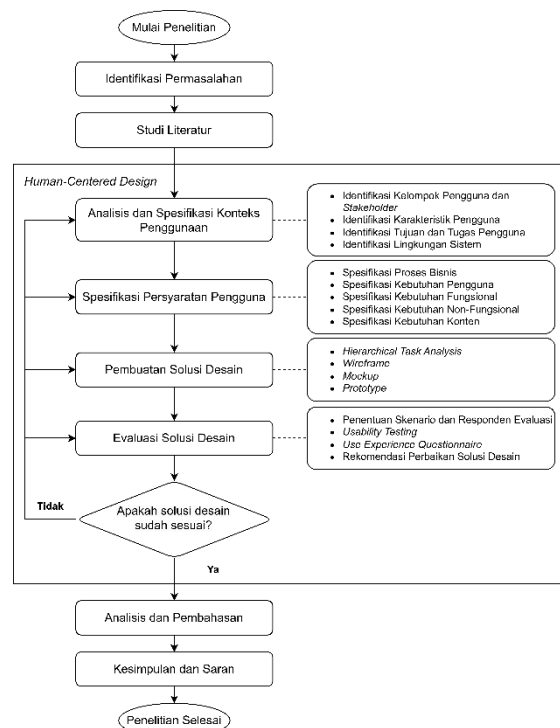 Mulai Penelitian
Identifikasi Permasalahan
Studi Literatur
Human-Centered Design
Analisis dan Spesifikasi Konteks
Penggunaan
• Identifikasi Kelompok Pengguna dan
Stakeholder
• Identifikasi Karakteristik Pengguna
• Identifikasi Tujuan dan Tugas Pengguna
• Identifikasi Lingkungan Sistem
Spesifikasi Persyaratan Pengguna
• Spesifikasi Proses Bisnis
• Spesifikasi Kebutuhan Pengguna
• Spesifikasi Kebutuhan Fungsional
• Spesifikasi Kebutuhan Non-Fungsional
• Spesifikasi Kebutuhan Konten
Pembuatan Solusi Desain
• Hierarchical Task Analysis
• Wireframe
• Mockup
• Prototype
Evaluasi Solusi Desain
• Penentuan Skenario dan Responden Evaluasi
• Usability Testing
• Use Experience Questionnaire
• Rekomendasi Perbaikan Solusi Desain
Tidak
Apakah solusi desain
sudah sesuai?
Ya
Analisis dan Pembahasan
Kesimpulan dan Saran
Penelitian Selesai